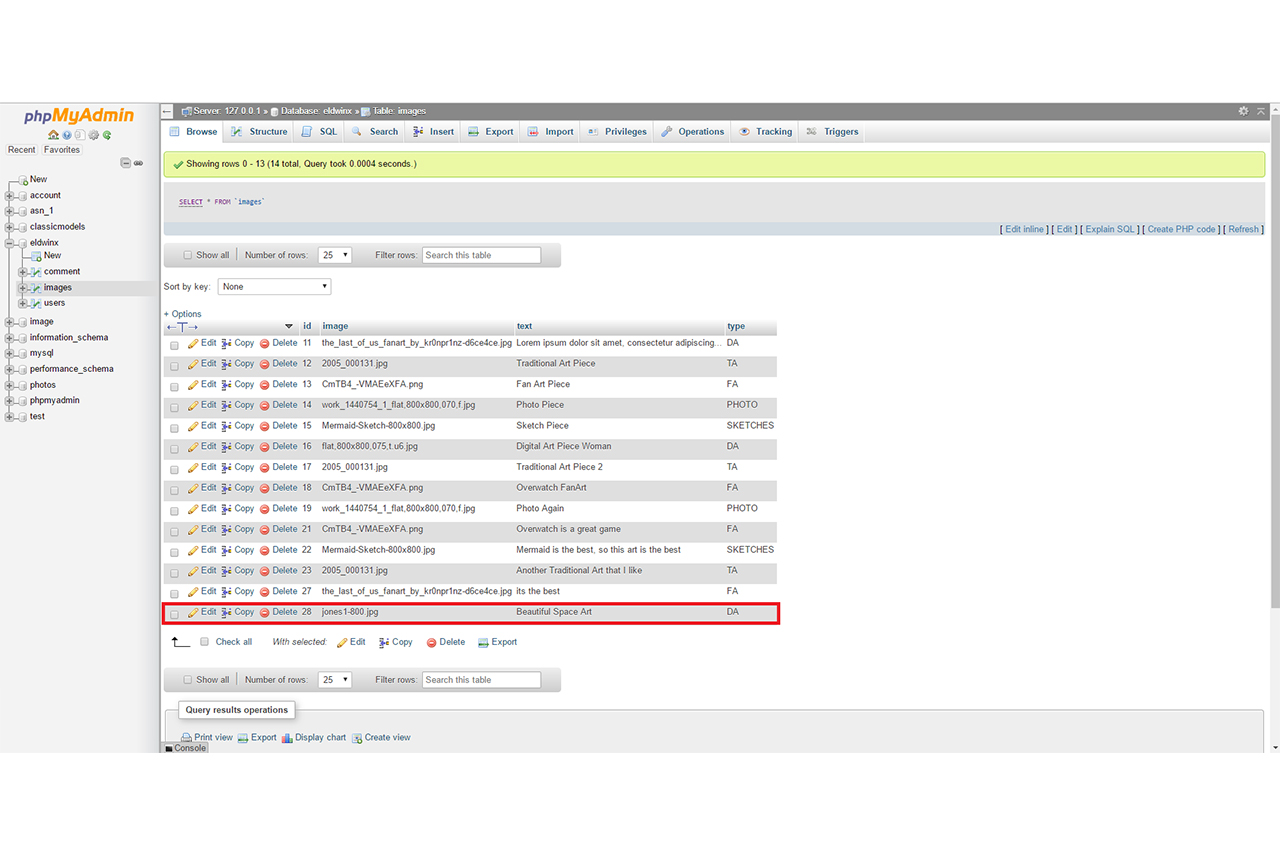 phpMyAdmin
Recent Favorites
New
account
asn_1
classicmodels
eldwinx
New
comment
images
users
image
information_schema
mysql
performance_schema
photos
phpmyadmin
test
Server: 127.0.0.1 » Database: eldwinx » Table: images
Browse Structure SQL Search Insert Export Import Privileges Operations Tracking Triggers
Showing rows 0 - 13 (14 total, Query took 0.0004 seconds.)
SELECT * FROM `images`
[ Edit inline ] [ Edit ] [ Explain SQL ] [ Create PHP code ] [ Refresh ]
Show all Number of rows: 25 Filter rows: Search this table
Sort by key: None
+ Options
←T→ id image text type
Edit Copy Delete 11 the_last_of_us_fanart_by_kr0npr1nz-d6ce4ce.jpg Lorem ipsum dolor sit amet, consectetur adipiscing... DA
Edit Copy Delete 12 2005_000131.jpg Traditional Art Piece TA
Edit Copy Delete 13 CmTB4_-VMAEeXFA.png Fan Art Piece FA
Edit Copy Delete 14 work_1440754_1_flat,800x800,070,f.jpg Photo Piece PHOTO
Edit Copy Delete 15 Mermaid-Sketch-800x800.jpg Sketch Piece SKETCHES
Edit Copy Delete 16 flat,800x800,075,t.u6.jpg Digital Art Piece Woman DA
Edit Copy Delete 17 2005_000131.jpg Traditional Art Piece 2 TA
Edit Copy Delete 18 CmTB4_-VMAEeXFA.png Overwatch FanArt FA
Edit Copy Delete 19 work_1440754_1_flat,800x800,070,f.jpg Photo Again PHOTO
Edit Copy Delete 21 CmTB4_-VMAEeXFA.png Overwatch is a great game FA
Edit Copy Delete 22 Mermaid-Sketch-800x800.jpg Mermaid is the best, so this art is the best SKETCHES
Edit Copy Delete 23 2005_000131.jpg Another Traditional Art that I like TA
Edit Copy Delete 27 the_last_of_us_fanart_by_kr0npr1nz-d6ce4ce.jpg its the best FA
Edit Copy Delete 28 jones1-800.jpg Beautiful Space Art DA
Check all With selected: Edit Copy Delete Export
Show all Number of rows: 25 Filter rows: Search this table
Query results operations
Print view Export Display chart Create view
Console